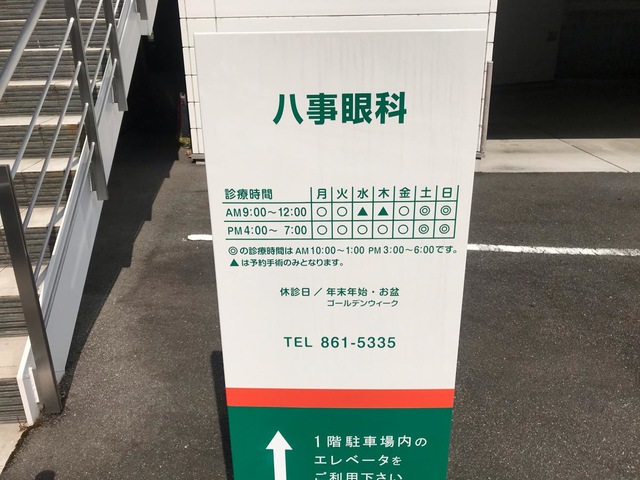 八事眼科
診療時間 月 火 水 木 金 土 日
AM9:00～12:00 ○ ○ ▲ ▲ ○ ◎ ◎
PM4:00～ 7:00 ○ ○ ○ ○ ○ ◎ ◎
◎の診療時間は AM10:00～1:00 PM3:00～6:00です。
▲は予約手術のみとなります。
休診日 / 年末年始・お盆
ゴールデンウィーク
TEL 861-5335
1階駐車場内の
エレベータを
ご利用下さい